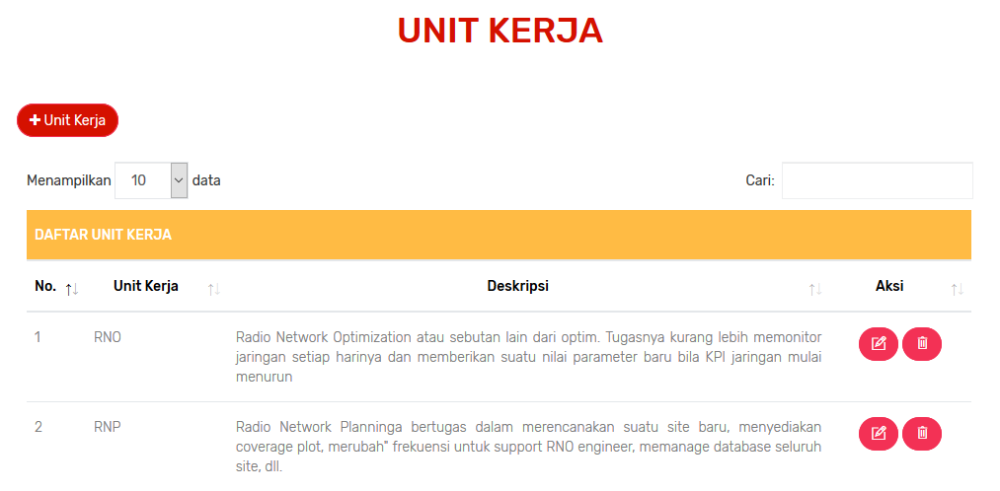 UNIT KERJA
+ Unit Kerja
Menampilkan 10 data Cari:
DAFTAR UNIT KERJA
No. Unit Kerja Deskripsi Aksi
1 RNO Radio Network Optimization atau sebutan lain dari optim. Tugasnya kurang lebih memonitor
jaringan setiap harinya dan memberikan suatu nilai parameter baru bila KPI jaringan mulai
menurun
2 RNP Radio Network Planninga bertugas dalam merencanakan suatu site baru, menyediakan
coverage plot, merubah" frekuensi untuk support RNO engineer, memanage database seluruh
site, dll.